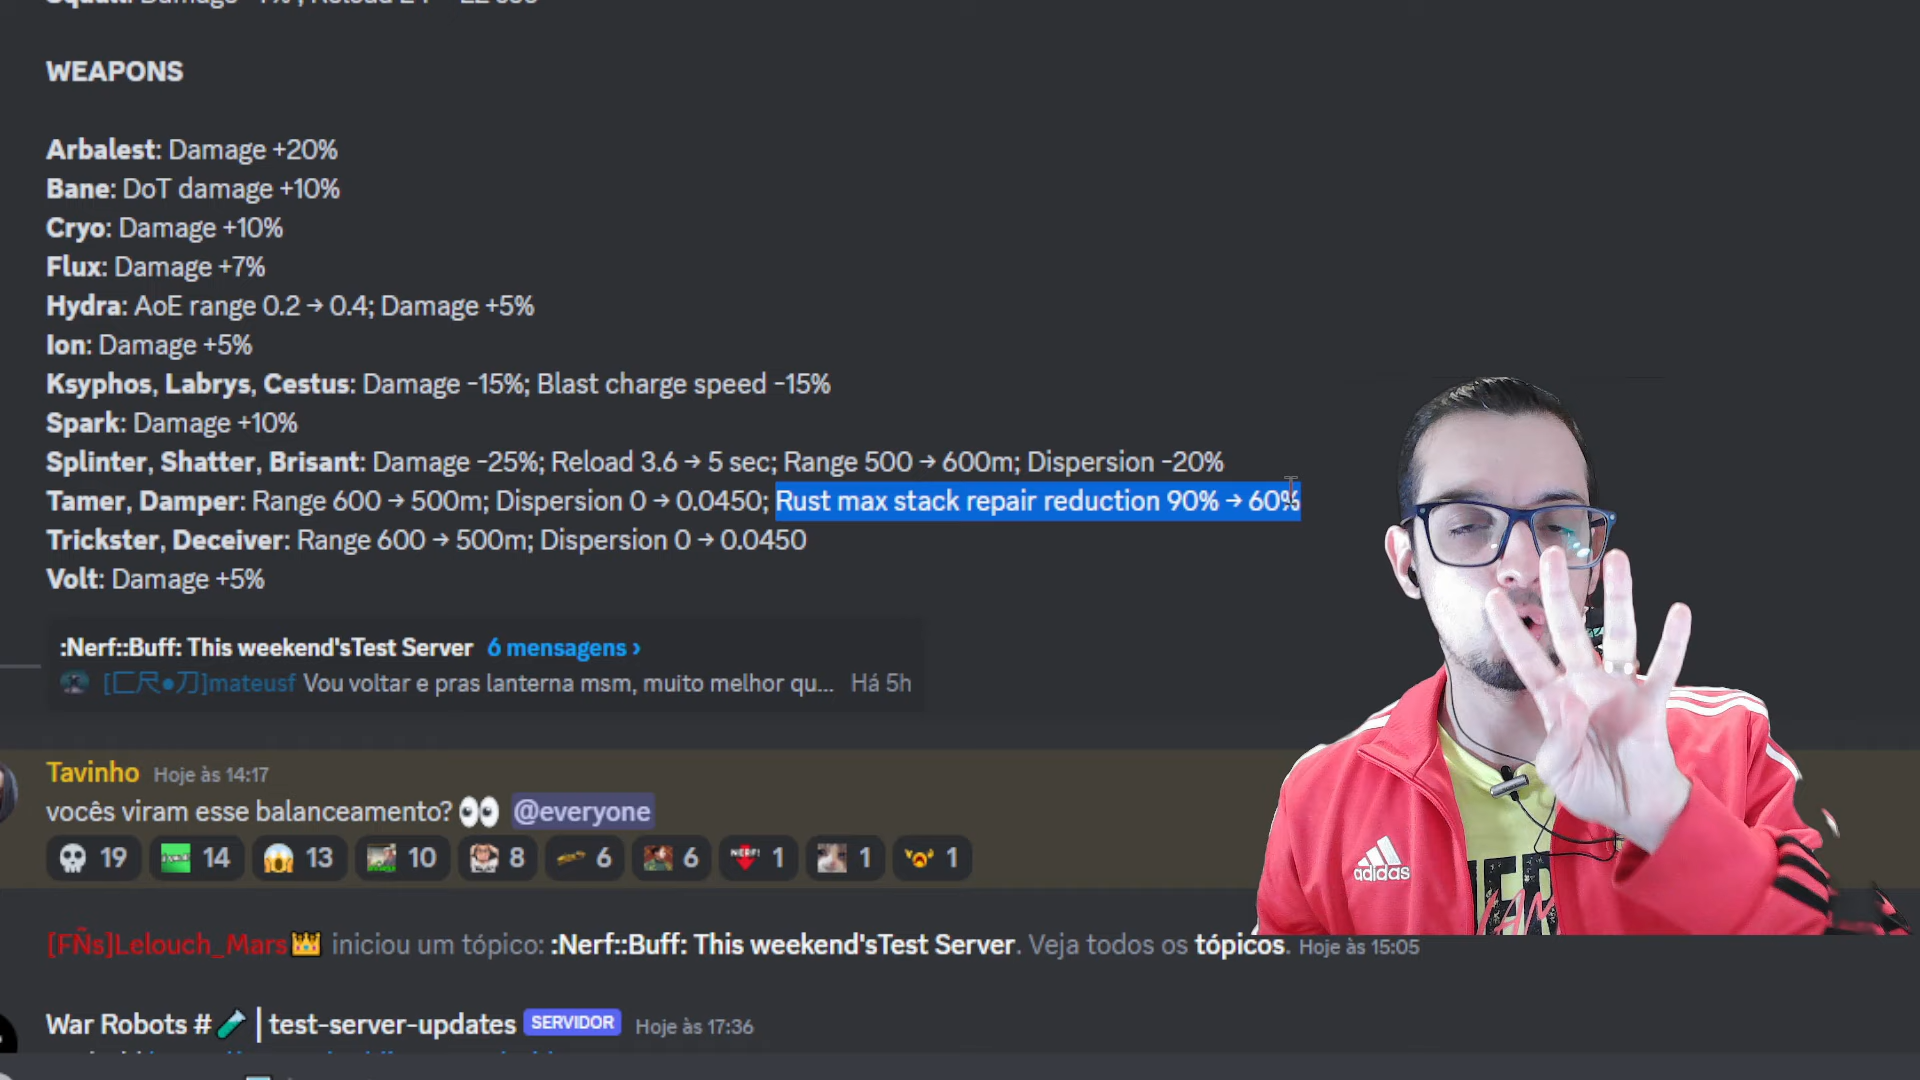 WEAPONS
Arbalest: Damage +20%
Bane: DoT damage +10%
Cryo: Damage +10%
Flux: Damage +7%
Hydra: AoE range 0.2 → 0.4; Damage +5%
Ion: Damage +5%
Ksyphos, Labrys, Cestus: Damage -15%; Blast charge speed -15%
Spark: Damage +10%
Splinter, Shatter, Brisant: Damage -25%; Reload 3.6 → 5 sec; Range 500 → 600m; Dispersion -20%
Tamer, Damper: Range 600 → 500m; Dispersion 0 → 0.0450; Rust max stack repair reduction 90% → 60%
Trickster, Deceiver: Range 600 → 500m; Dispersion 0 → 0.0450
Volt: Damage +5%
:Nerf::Buff: This weekend'sTest Server 6 mensagens ›
[匚尺●刀]mateusf Vou voltar e pras lanterna msm, muito melhor qu... Há 5h
Tavinho Hoje às 14:17
vocês viram esse balanceamento? 👀 @everyone
💀 19 14 😱 13 10 8 6 6 NERF! 1 1 1
[FÑs]Lelouch_Mars👑 iniciou um tópico: :Nerf::Buff: This weekend'sTest Server. Veja todos os tópicos. Hoje às 15:05
War Robots #🧪│test-server-updates SERVIDOR Hoje às 17:36
adidas